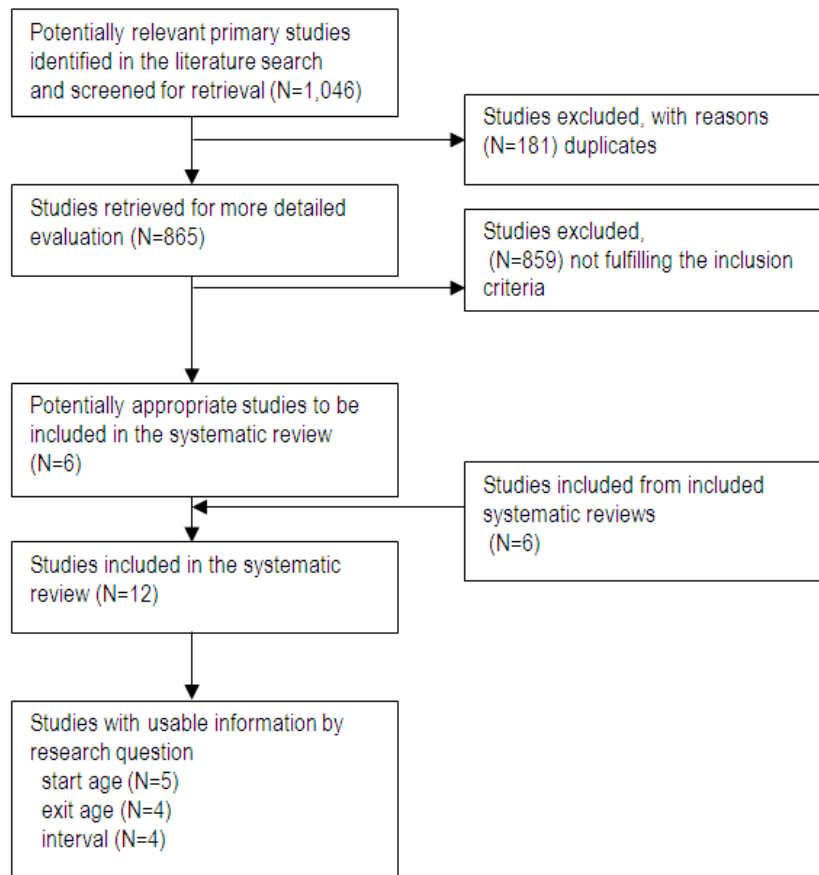 Potentially relevant primary studies
identified in the literature search
and screened for retrieval (N=1,046)
Studies excluded, with reasons
(N=181) duplicates
Studies retrieved for more detailed
evaluation (N=865)
Studies excluded,
(N=859) not fulfilling the inclusion
criteria
Potentially appropriate studies to be
included in the systematic review
(N=6)
Studies included from included
systematic reviews
(N=6)
Studies included in the systematic
review (N=12)
Studies with usable information by
research question
start age (N=5)
exit age (N=4)
interval (N=4)